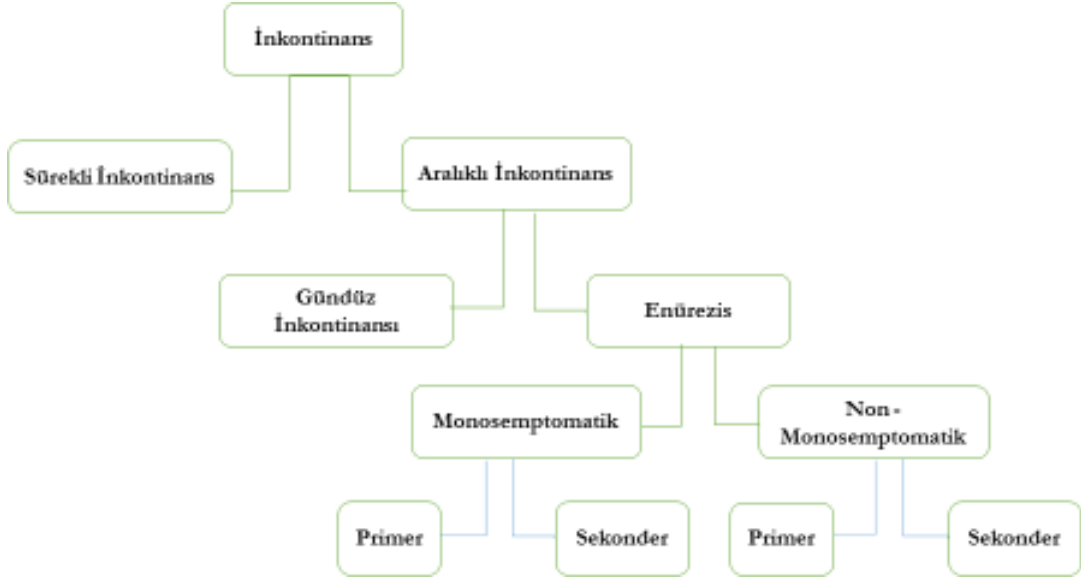 İnkontinans
Sürekli İnkontinans
Aralıklı İnkontinans
Gündüz
İnkontinansı
Enürezis
Monosemptomatik
Non -
Monosemptomatik
Primer
Sekonder
Primer
Sekonder